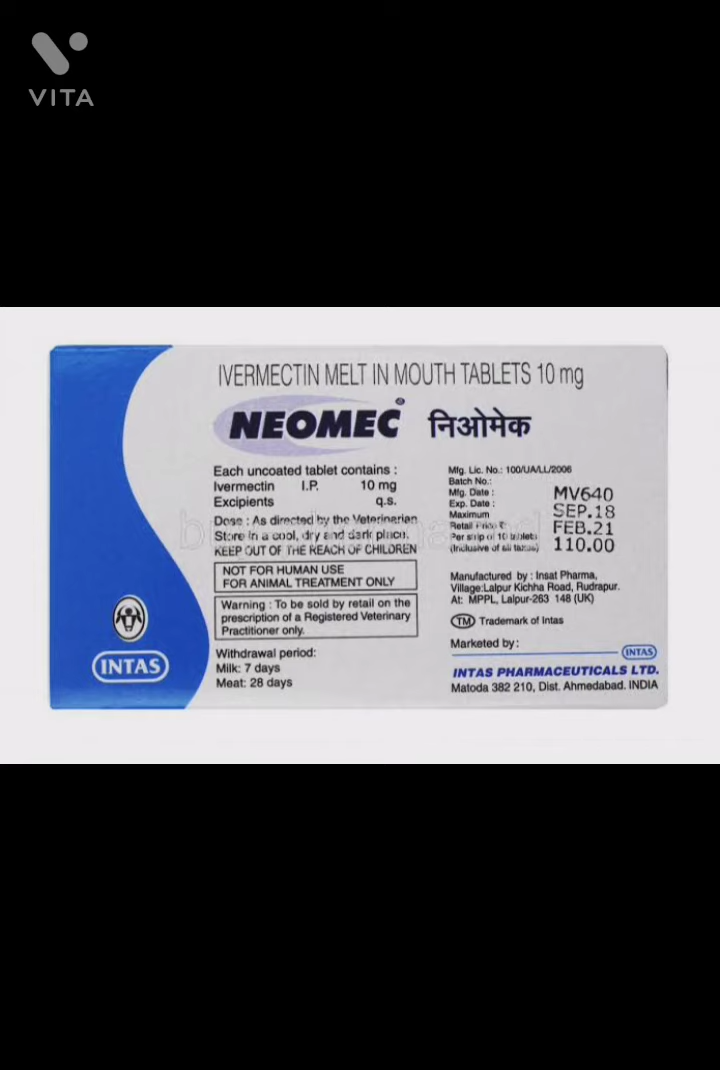 VITA
IVERMECTIN MELT IN MOUTH TABLETS 10 mg
NEOMEC® निओमेक
Each uncoated tablet contains :
Ivermectin I.P. 10 mg
Excipients q.s.
Dose : As directed by the Veterinarian
Store in a cool, dry and dark place.
KEEP OUT OF THE REACH OF CHILDREN
NOT FOR HUMAN USE
FOR ANIMAL TREATMENT ONLY
Warning : To be sold by retail on the
prescription of a Registered Veterinary
Practitioner only.
Withdrawal period:
Milk: 7 days
Meat: 28 days
INTAS
Mfg. Lic. No.: 100/UA/LL/2006
Batch No.:
Mfg. Date :
Exp. Date :
Maximum
Retail Price ₹
Per strip of 10 tablets
(Inclusive of all taxes)
MV640
SEP.18
FEB.21
110.00
Manufactured by : Insat Pharma,
Village:Lalpur Kichha Road, Rudrapur.
At: MPPL, Lalpur-263 148 (UK)
TM Trademark of Intas
Marketed by :
INTAS
INTAS PHARMACEUTICALS LTD.
Matoda 382 210, Dist. Ahmedabad. INDIA